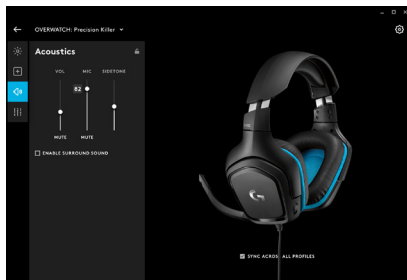 OVERWATCH: Precision Killer
Acoustics
VOL MIC SIDETONE
82
MUTE MUTE
ENABLE SURROUND SOUND
SYNC ACROSS ALL PROFILES